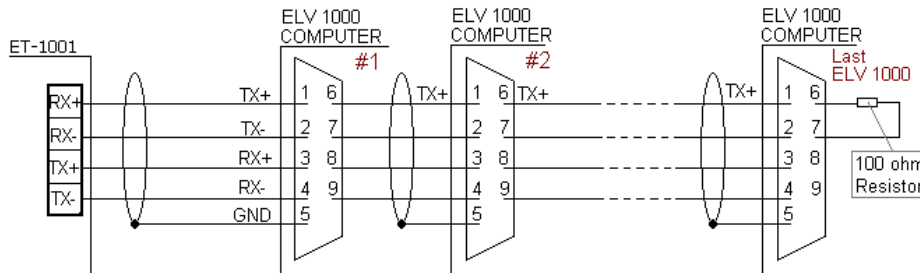 ELV 1000
COMPUTER
#1
ELV 1000
COMPUTER
#2
ELV 1000
COMPUTER
Last
ELV 1000
ET-1001
RX+
RX-
TX+
TX-
TX+
TX-
RX+
RX-
GND
1 6
2 7
3 8
4 9
5
TX+
1 6
2 7
3 8
4 9
5
TX+
TX+
1 6
2 7
3 8
4 9
5
100 ohm
Resistor